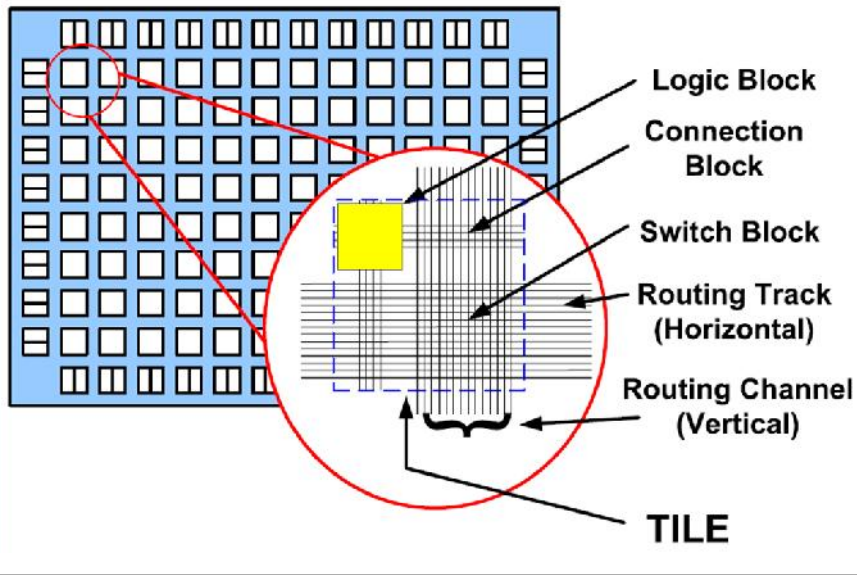 Logic Block
Connection
Block
Switch Block
Routing Track
(Horizontal)
Routing Channel
(Vertical)
TILE